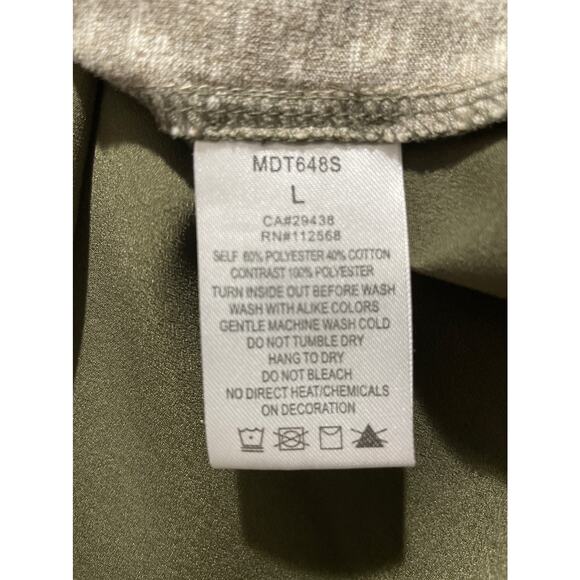 MDT648S
L
CA#29438
RN#112568
SELF 60% POLYESTER 40% COTTON
CONTRAST 100% POLYESTER
TURN INSIDE OUT BEFORE WASH
WASH WITH ALIKE COLORS
GENTLE MACHINE WASH COLD
DO NOT TUMBLE DRY
HANG TO DRY
DO NOT BLEACH
NO DIRECT HEAT/CHEMICALS
ON DECORATION